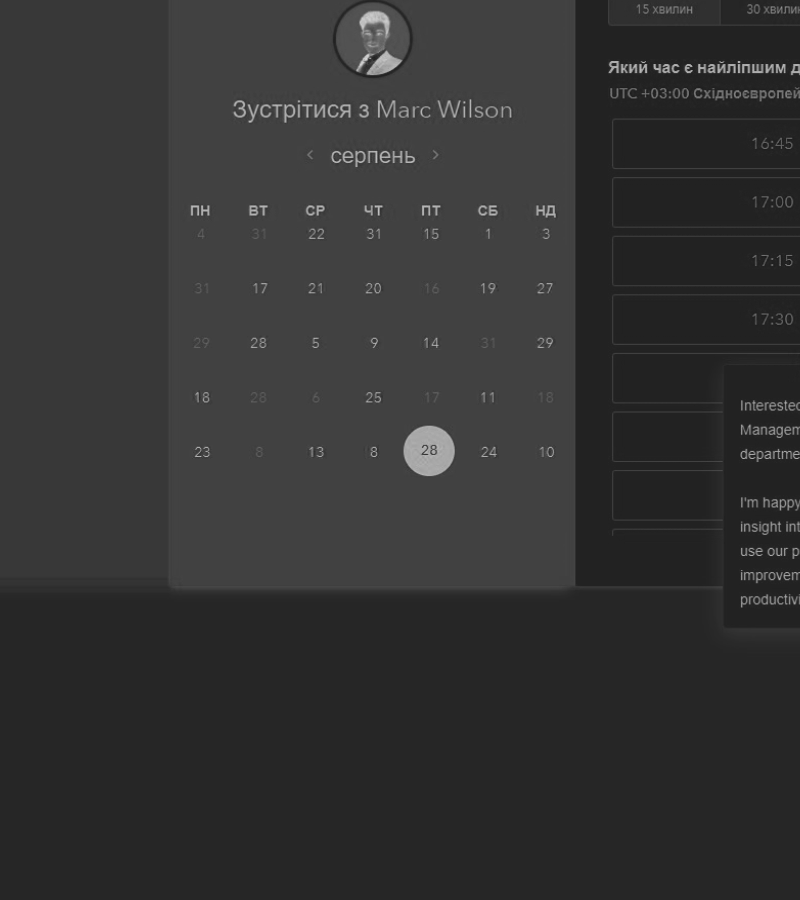 15 хвилин
30 хвилин
Який час є найліпшим д
UTC +03:00 Східноєвропей
Зустрітися з Marc Wilson
‹ серпень ›
ПН ВТ СР ЧТ ПТ СБ НД
4 31 22 31 15 1 3
31 17 21 20 16 19 27
29 28 5 9 14 31 29
18 28 6 25 17 11 18
23 8 13 8 28 24 10
16:45
17:00
17:15
17:30
Interested
Managem
departme
I'm happy
insight int
use our p
improvem
productivi